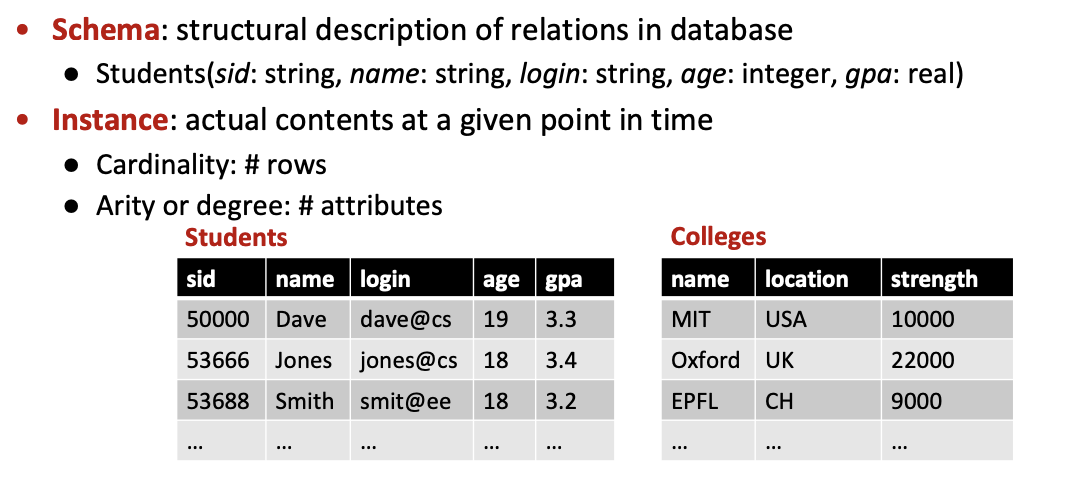 • Schema: structural description of relations in database
• Students(sid: string, name: string, login: string, age: integer, gpa: real)
• Instance: actual contents at a given point in time
• Cardinality: # rows
• Arity or degree: # attributes
Students
sid name login age gpa
50000 Dave dave@cs 19 3.3
53666 Jones jones@cs 18 3.4
53688 Smith smit@ee 18 3.2
... ... ... ... ...
Colleges
name location strength
MIT USA 10000
Oxford UK 22000
EPFL CH 9000
... ... ...